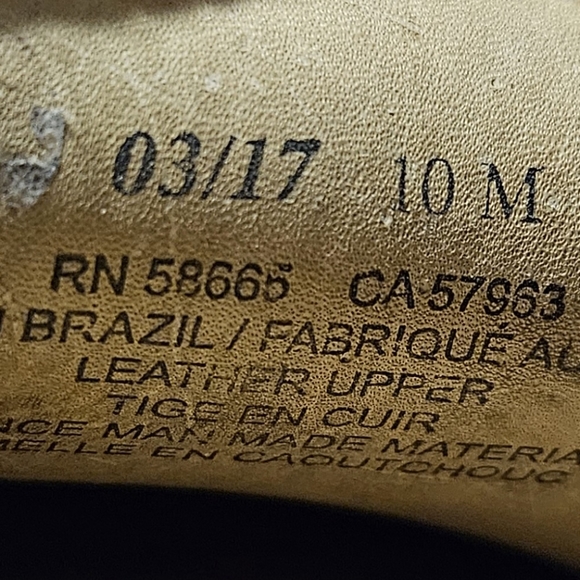 03/17 10 M
RN 58665 CA 57963
BRAZIL / FABRIQUÉ AU
LEATHER UPPER
TIGE EN CUIR
MAN MADE MATERIA
EN CAOUTCHOUC